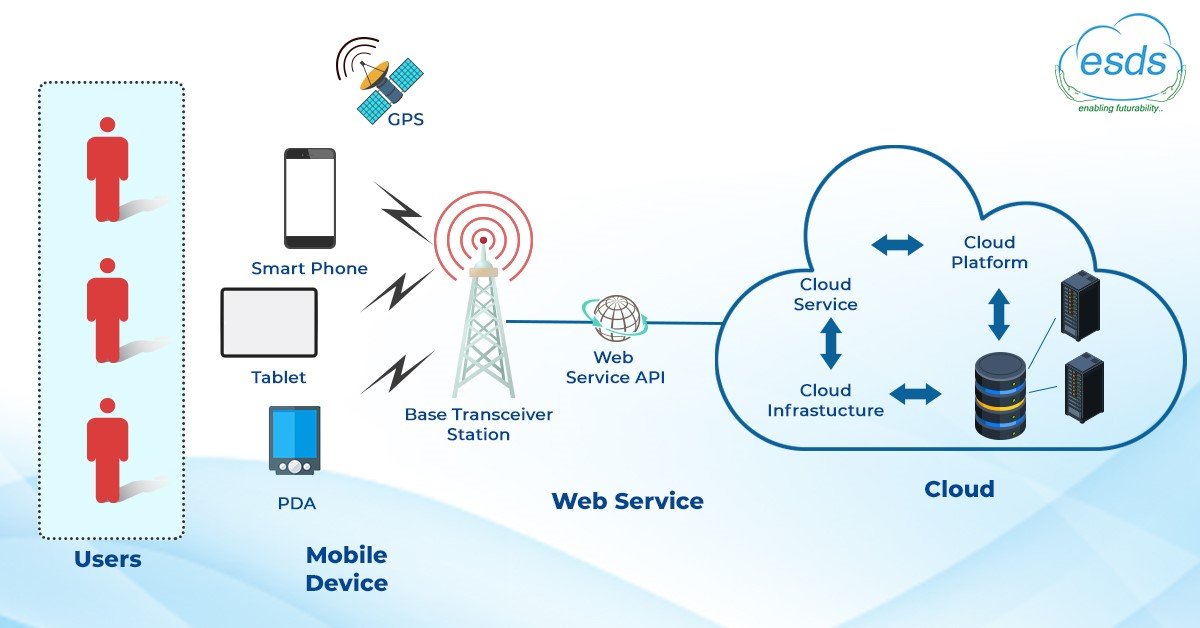 esds
enabling futurability..
GPS
Smart Phone
Tablet
PDA
Base Transceiver
Station
Web
Service API
Cloud
Service
Cloud
Platform
Cloud
Infrastucture
Users
Mobile
Device
Web Service
Cloud